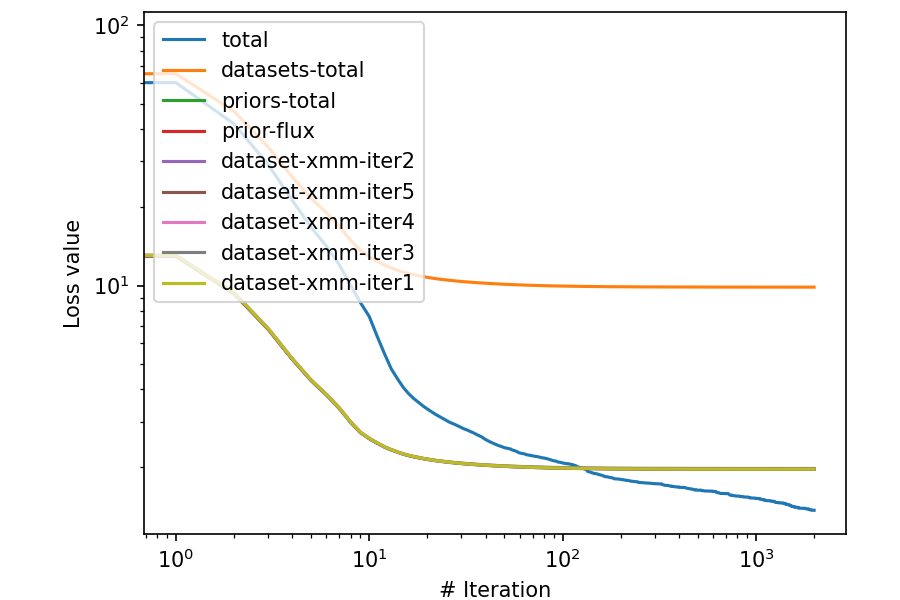 10²
10¹
Loss value
total
datasets-total
priors-total
prior-flux
dataset-xmm-iter2
dataset-xmm-iter5
dataset-xmm-iter4
dataset-xmm-iter3
dataset-xmm-iter1
10⁰ 10¹ 10² 10³
# Iteration